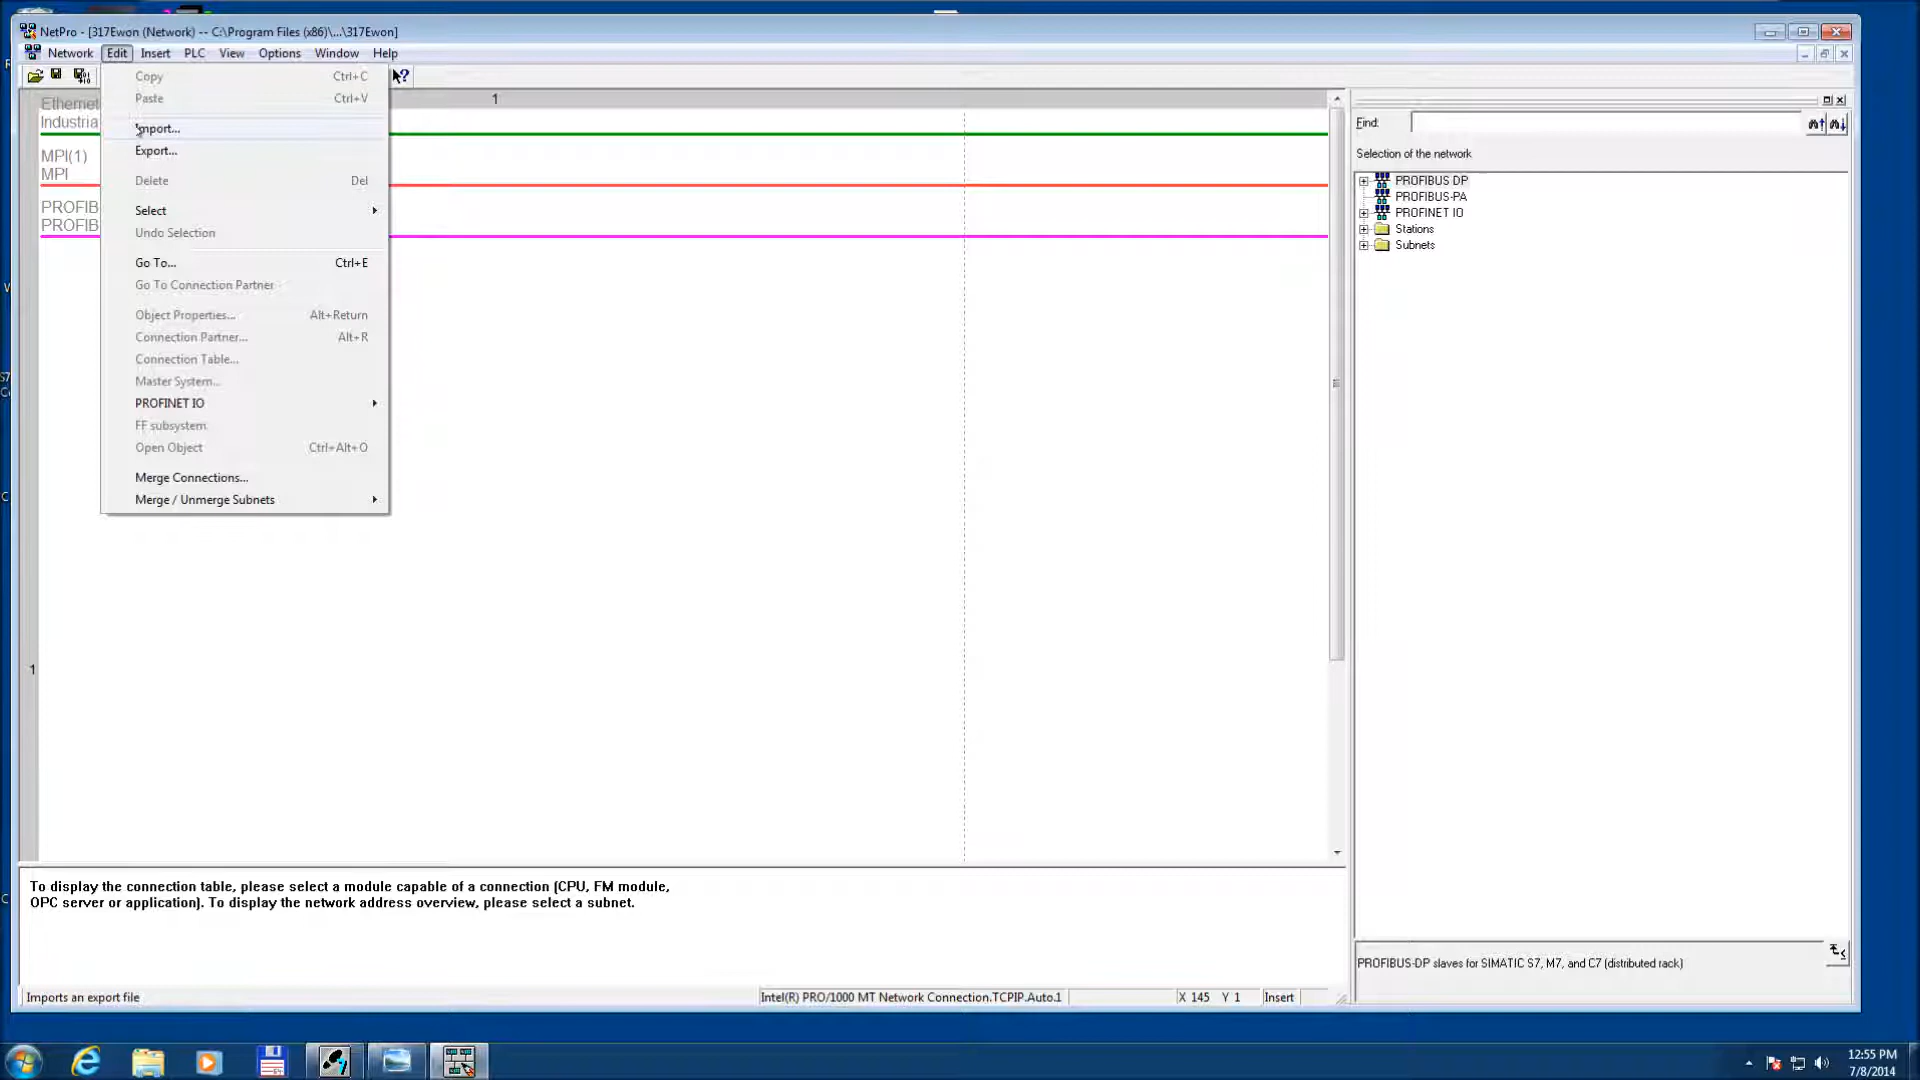 NetPro - [317Ewon (Network) -- C:\Program Files (x86)\...\317Ewon]
Network Edit Insert PLC View Options Window Help
Copy Ctrl+C
Paste Ctrl+V
Import...
Export...
Delete Del
Select
Undo Selection
Go To... Ctrl+E
Go To Connection Partner
Object Properties... Alt+Return
Connection Partner... Alt+R
Connection Table...
Master System...
PROFINET IO
FF subsystem
Open Object Ctrl+Alt+O
Merge Connections...
Merge / Unmerge Subnets
1
Ethernet
Industria
MPI(1)
MPI
PROFIB
PROFIB
1
Find:
Selection of the network
PROFIBUS DP
PROFIBUS-PA
PROFINET IO
Stations
Subnets
To display the connection table, please select a module capable of a connection (CPU, FM module,
OPC server or application). To display the network address overview, please select a subnet.
PROFIBUS-DP slaves for SIMATIC S7, M7, and C7 (distributed rack)
Imports an export file
Intel(R) PRO/1000 MT Network Connection.TCPIP.Auto.1
X 145 Y 1
Insert
12:55 PM
7/8/2014